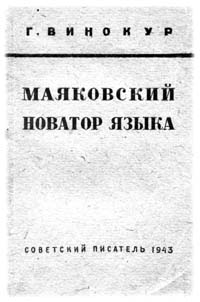 Г. ВИНОКУР
МАЯКОВСКИЙ
НОВАТОР ЯЗЫКА
СОВЕТСКИЙ ПИСАТЕЛЬ 1943